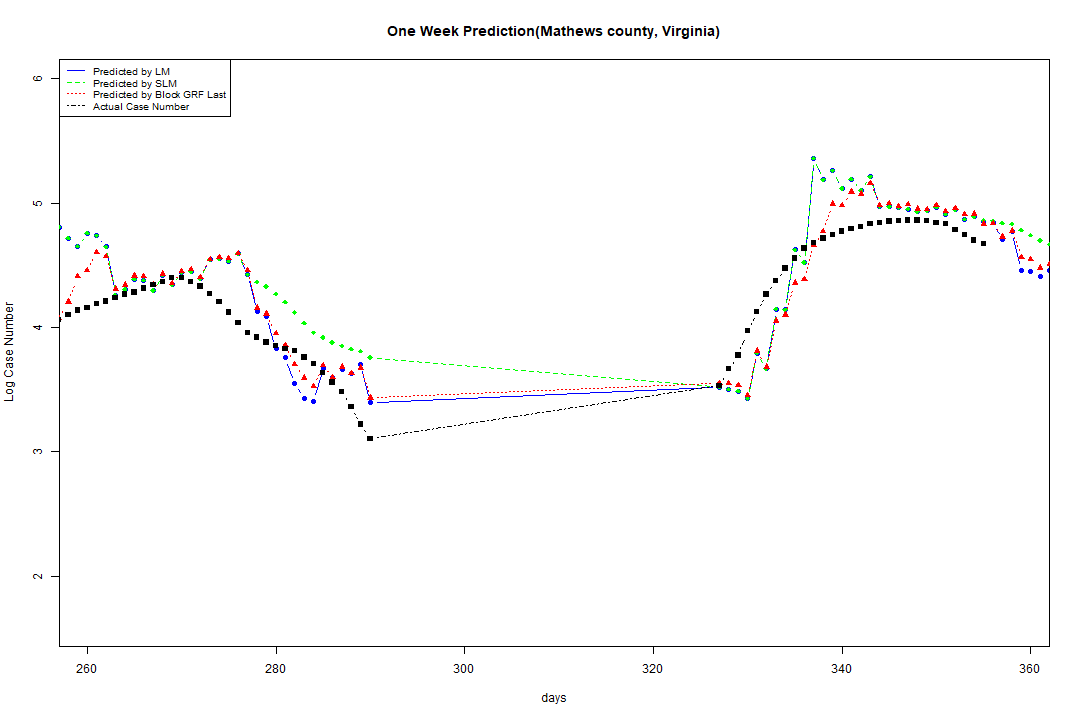 One Week Prediction(Mathews county, Virginia)
Predicted by LM
Predicted by SLM
Predicted by Block GRF Last
Actual Case Number
6
5
4
3
2
Log Case Number
260 280 300 320 340 360
days